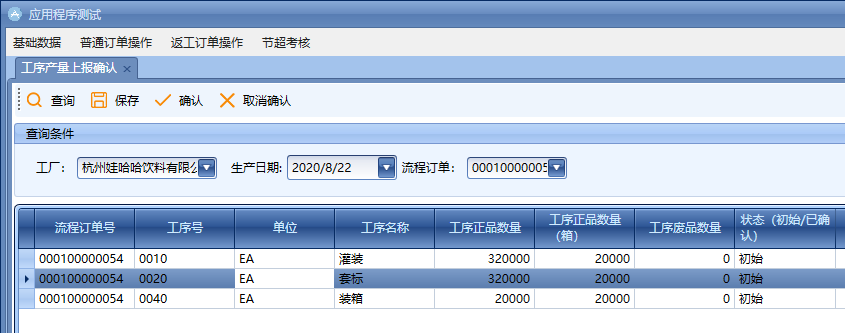 应用程序测试
基础数据 普通订单操作 返工订单操作 节超考核
工序产量上报确认
查询 保存 确认 取消确认
查询条件
工厂： 杭州娃哈哈饮料有限公 生产日期: 2020/8/22 流程订单： 00010000005
流程订单号 工序号 单位 工序名称 工序正品数量 工序正品数量（箱） 工序废品数量 状态（初始/已确认）
000100000054 0010 EA 灌装 320000 20000 0 初始
000100000054 0020 EA 套标 320000 20000 0 初始
000100000054 0040 EA 装箱 20000 20000 0 初始